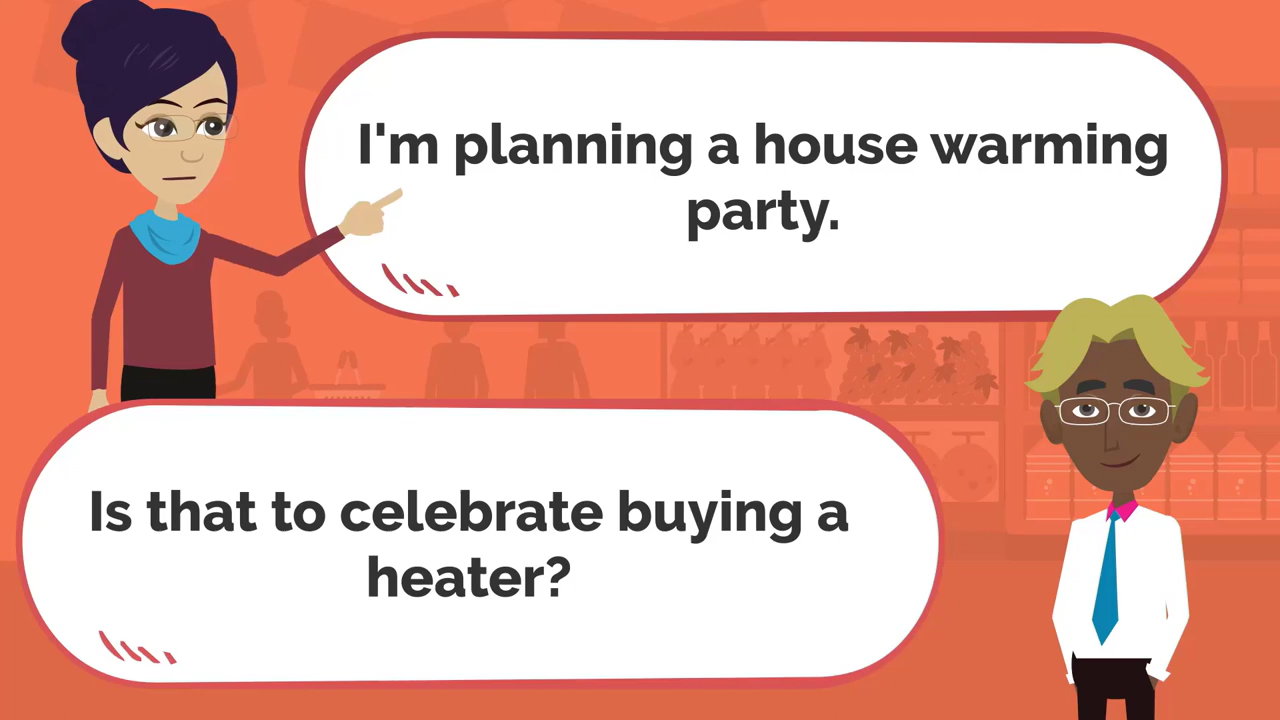 I'm planning a house warming
party.
Is that to celebrate buying a
heater?